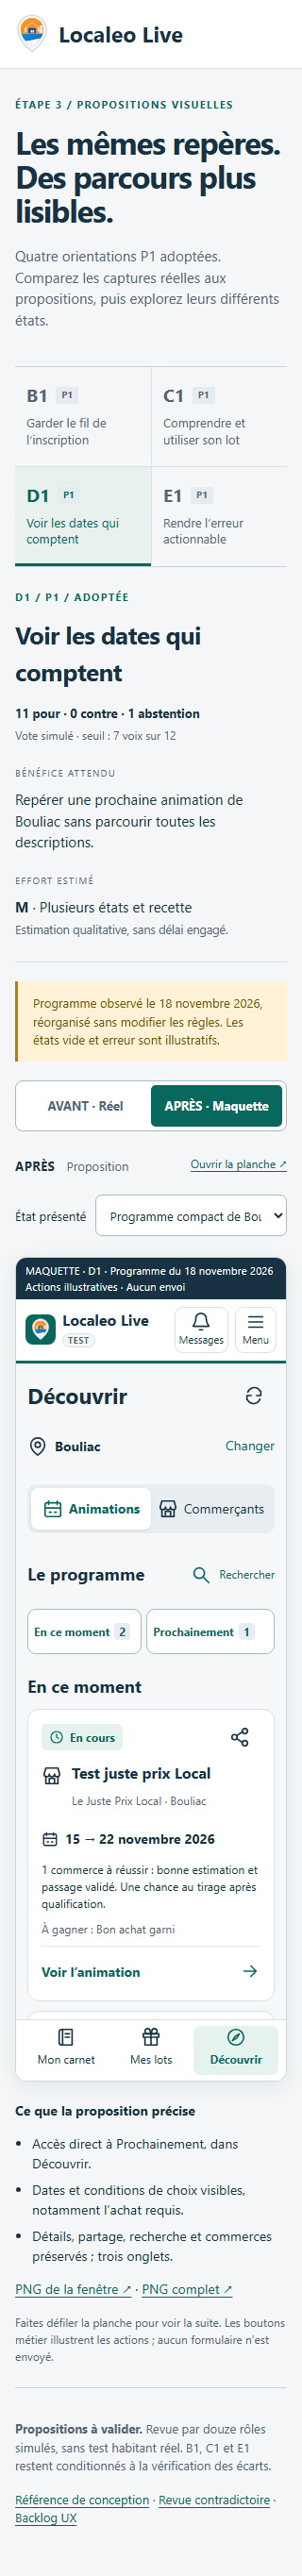 Localeo Live
ÉTAPE 3 / PROPOSITIONS VISUELLES
Les mêmes repères.
Des parcours plus
lisibles.
Quatre orientations P1 adoptées.
Comparez les captures réelles aux
propositions, puis explorez leurs différents
états.
B1 P1
Garder le fil de
l'inscription
C1 P1
Comprendre et
utiliser son lot
D1 P1
Voir les dates qui
comptent
E1 P1
Rendre l'erreur
actionnable
D1 / P1 / ADOPTÉE
Voir les dates qui
comptent
11 pour · 0 contre · 1 abstention
Vote simulé · seuil : 7 voix sur 12
BÉNÉFICE ATTENDU
Repérer une prochaine animation de
Bouliac sans parcourir toutes les
descriptions.
EFFORT ESTIMÉ
M · Plusieurs états et recette
Estimation qualitative, sans délai engagé.
Programme observé le 18 novembre 2026,
réorganisé sans modifier les règles. Les
états vide et erreur sont illustratifs.
AVANT · Réel
APRÈS · Maquette
APRÈS Proposition
Ouvrir la planche ↗
État présenté
Programme compact de Bou
MAQUETTE · D1 · Programme du 18 novembre 2026
Actions illustratives · Aucun envoi
Localeo Live
TEST
Messages
Menu
Découvrir
Bouliac
Changer
Animations
Commerçants
Le programme
Rechercher
En ce moment 2
Prochainement 1
En ce moment
En cours
Test juste prix Local
Le Juste Prix Local · Bouliac
15 → 22 novembre 2026
1 commerce à réussir : bonne estimation et
passage validé. Une chance au tirage après
qualification.
À gagner : Bon achat garni
Voir l'animation →
Mon carnet
Mes lots
Découvrir
Ce que la proposition précise
• Accès direct à Prochainement, dans
Découvrir.
• Dates et conditions de choix visibles,
notamment l'achat requis.
• Détails, partage, recherche et commerces
préservés ; trois onglets.
PNG de la fenêtre ↗ · PNG complet ↗
Faites défiler la planche pour voir la suite. Les boutons
métier illustrent les actions ; aucun formulaire n'est
envoyé.
Propositions à valider. Revue par douze rôles
simulés, sans test habitant réel. B1, C1 et E1
restent conditionnés à la vérification des écarts.
Référence de conception · Revue contradictoire ·
Backlog UX